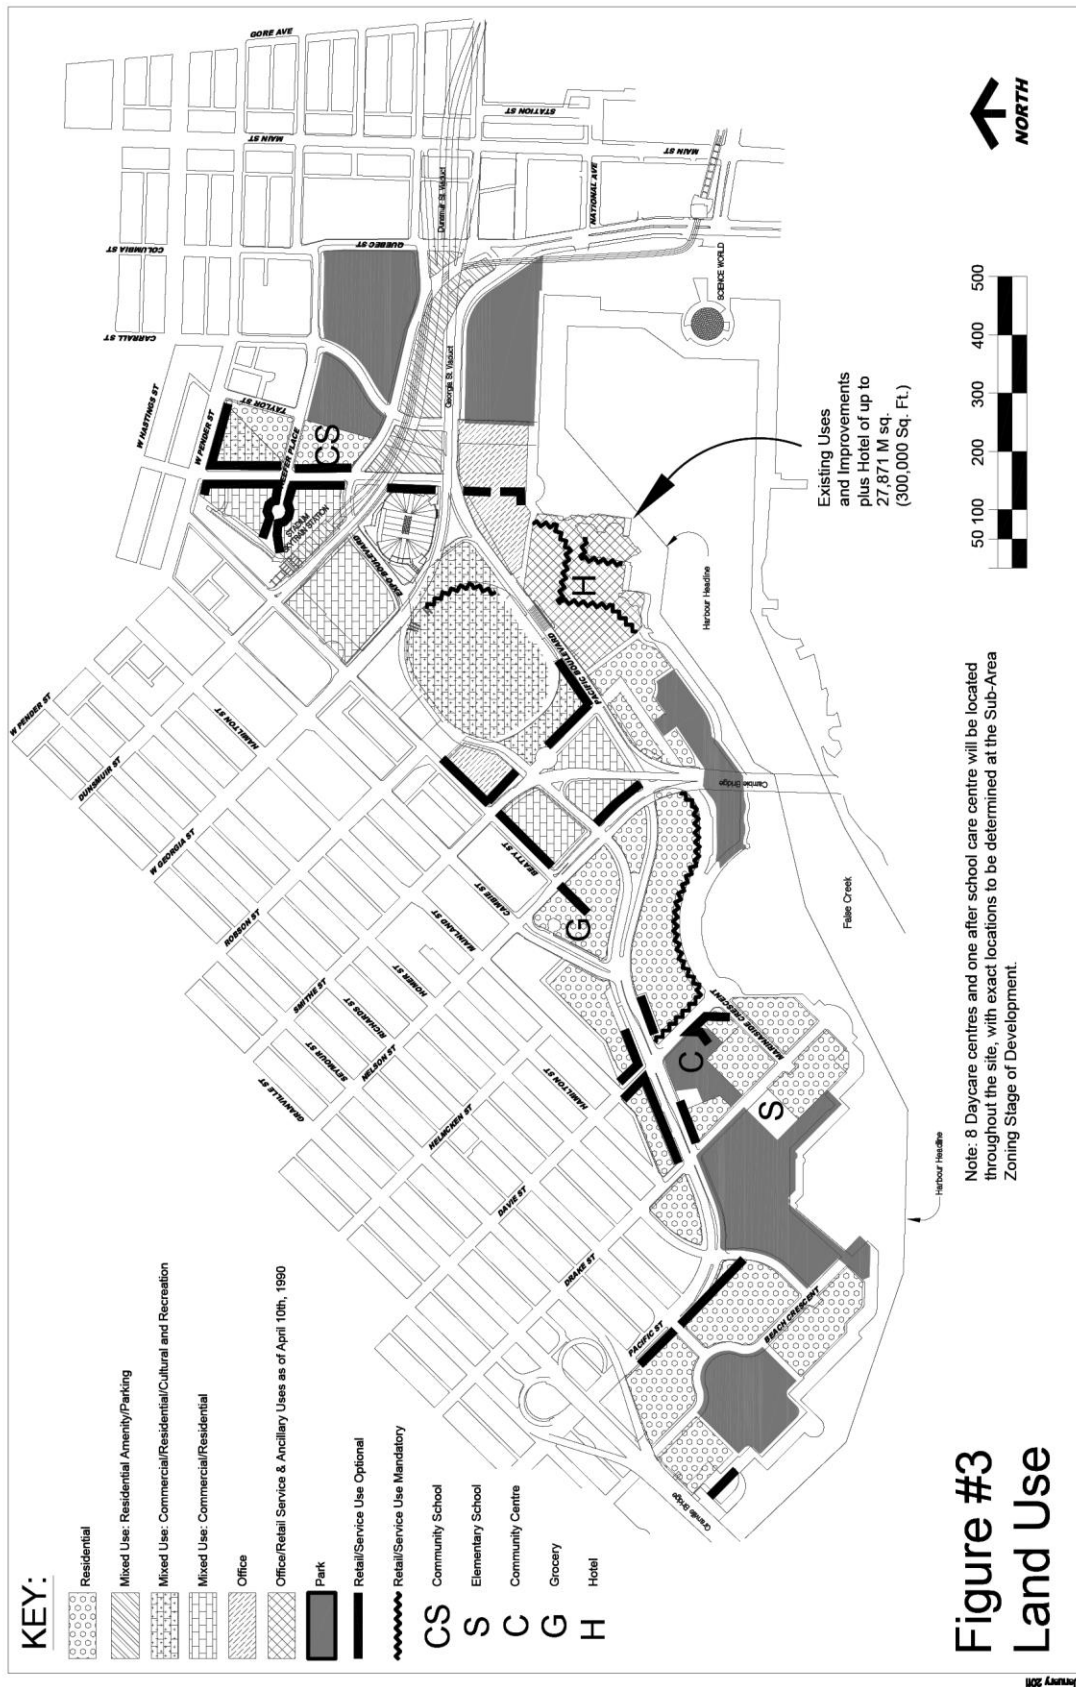 KEY:
Residential
Mixed Use: Residential Amenity/Parking
Mixed Use: Commercial/Residential/Cultural and Recreation
Mixed Use: Commercial/Residential
Office
Office/Retail Service & Ancillary Uses as of April 10th, 1990
Park
Retail/Service Use Optional
Retail/Service Use Mandatory
CS Community School
S Elementary School
C Community Centre
G Grocery
H Hotel
GORE AVE
STATION ST
MAIN ST
MAIN ST
NATIONAL AVE
Dunsmuir St. Viaduct
QUEBEC ST
COLUMBIA ST
CARRALL ST
SCIENCE WORLD
Georgia St. Viaduct
W HASTINGS ST
TAYLOR ST
W PENDER ST
KEEFER PLACE
CS
STADIUM
SKYTRAIN STATION
EXPO BOULEVARD
H
PACIFIC BOULEVARD
Harbour Headline
Existing Uses
and Improvements
plus Hotel of up to
27,871 M sq.
(300,000 Sq. Ft.)
W PENDER ST
HAMILTON ST
DUNSMUIR ST
W GEORGIA ST
ROBSON ST
SMITHE ST
BEATTY ST
CAMBIE ST
MAINLAND ST
HOMER ST
RICHARDS ST
SEYMOUR ST
GRANVILLE ST
NELSON ST
HELMCKEN ST
HAMILTON ST
DAVIE ST
DRAKE ST
G
Cambie Bridge
False Creek
MARINASIDE CRESCENT
C
S
Harbour Headline
PACIFIC ST
BEACH CRESCENT
Granville Bridge
NORTH
50 100 200 300 400 500
Note: 8 Daycare centres and one after school care centre will be located
throughout the site, with exact locations to be determined at the Sub-Area
Zoning Stage of Development.
Figure #3
Land Use